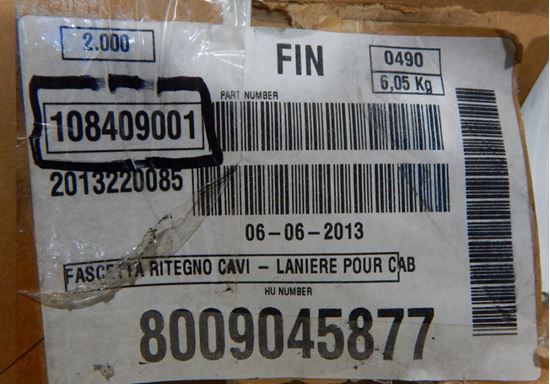 2.000
FIN
0490
6,05 Kg
PART NUMBER
108409001
2013220085
06-06-2013
FASCETTA RITEGNO CAVI - LANIERE POUR CAB
HU NUMBER
8009045877